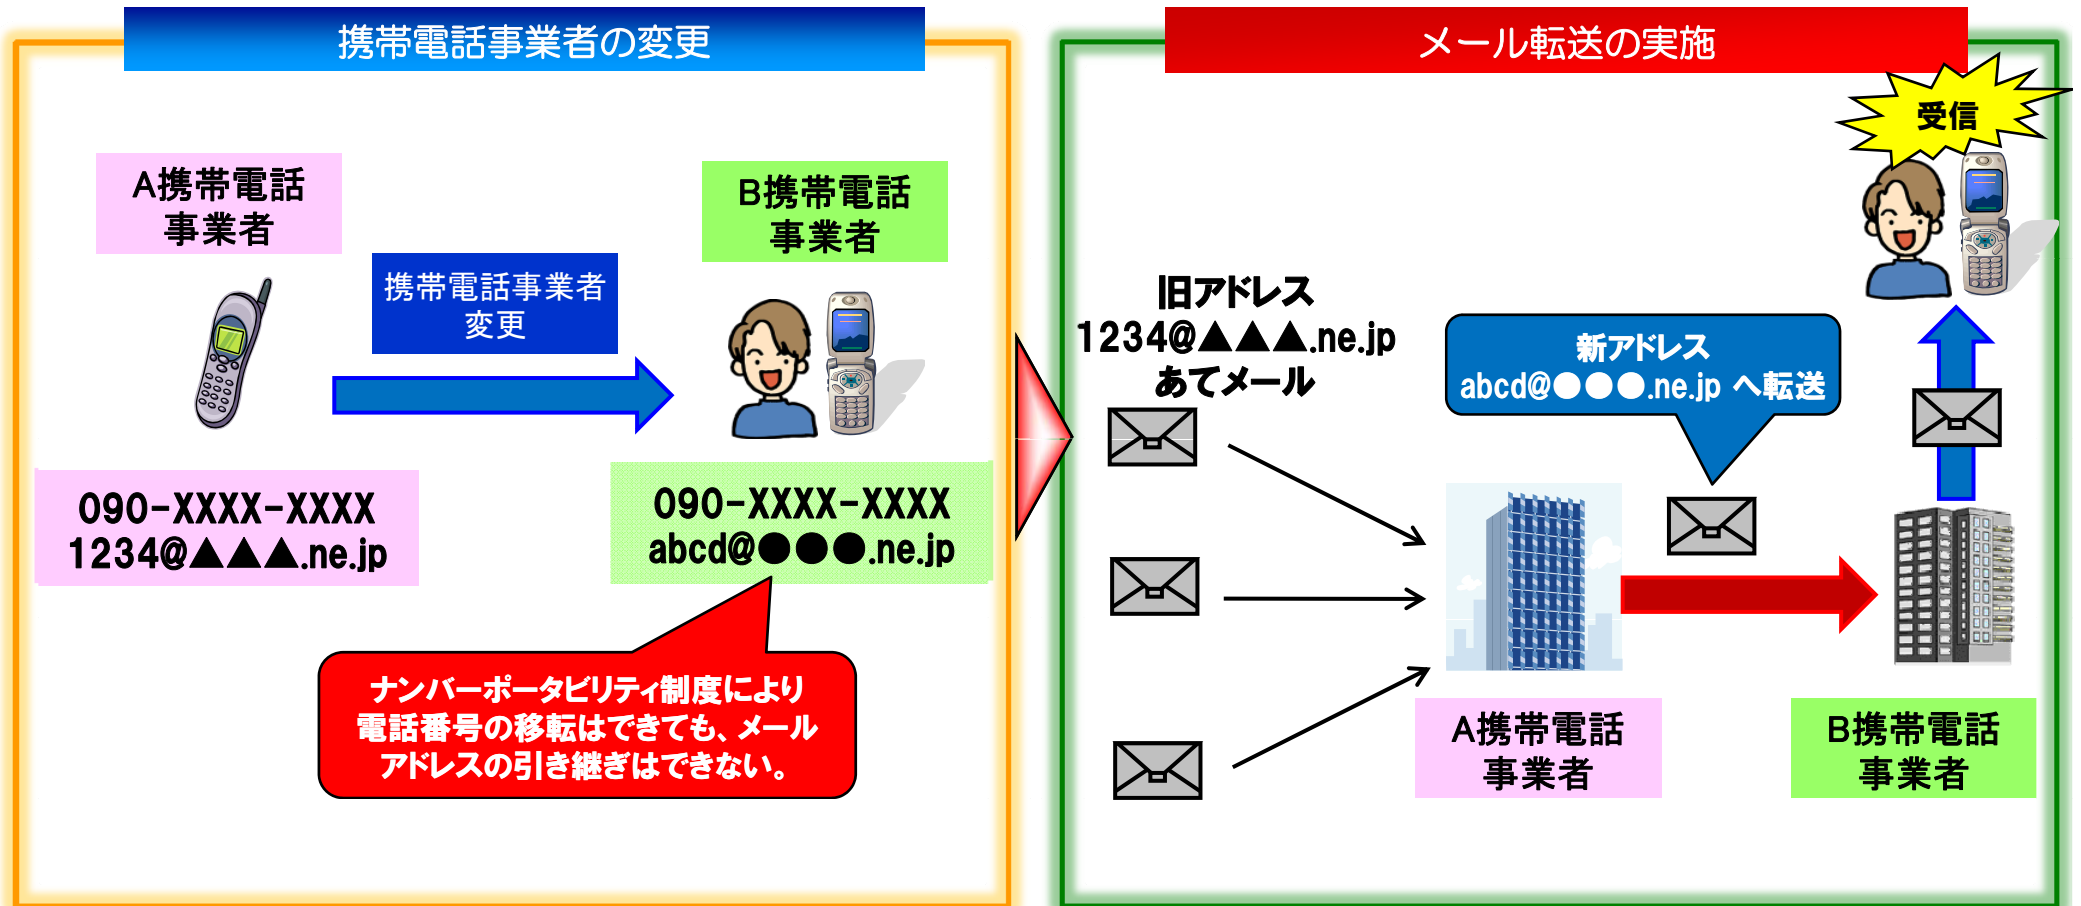 携帯電話事業者の変更
A携帯電話
事業者
携帯電話事業者
変更
B携帯電話
事業者
090-XXXX-XXXX
1234@▲▲▲.ne.jp
090-XXXX-XXXX
abcd@●●●.ne.jp
ナンバーポータビリティ制度により
電話番号の移転はできても、メール
アドレスの引き継ぎはできない。
メール転送の実施
受信
旧アドレス
1234@▲▲▲.ne.jp
あてメール
新アドレス
abcd@●●●.ne.jp へ転送
A携帯電話
事業者
B携帯電話
事業者